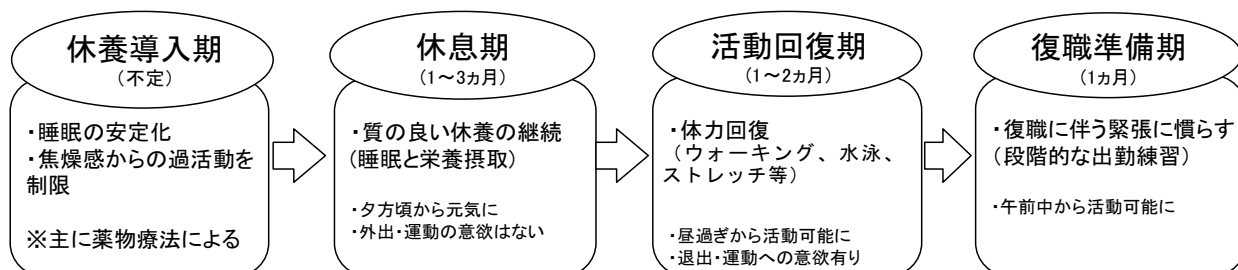 休養導入期
（不定）
・睡眠の安定化
・焦燥感からの過活動を
制限
※主に薬物療法による
休息期
（1～3ヵ月）
・質の良い休養の継続
（睡眠と栄養摂取）
・夕方頃から元気に
・外出・運動の意欲はない
活動回復期
（1～2ヵ月）
・体力回復
（ウォーキング、水泳、
ストレッチ等）
・昼過ぎから活動可能に
・退出・運動への意欲有り
復職準備期
（1ヵ月）
・復職に伴う緊張に慣らす
（段階的な出勤練習）
・午前中から活動可能に